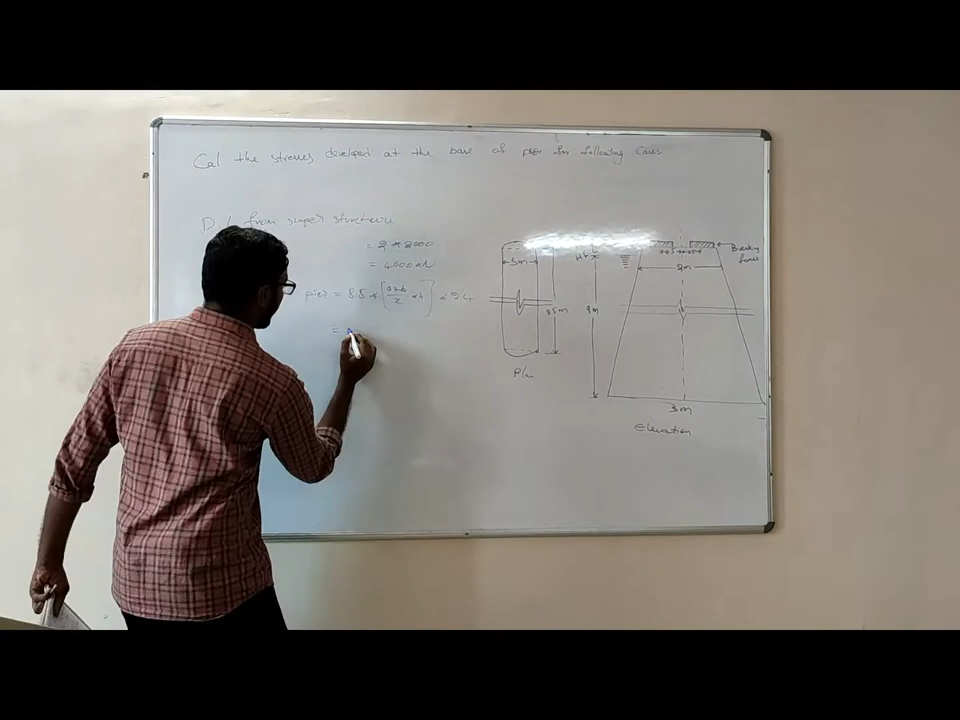 Cal the stresses developed at the base of pier for following Cases
D.L from super structure
= 2 × 2000
= 4000 kN
pier = 8.5 × [a+b/2 × h] × 24
=
3m
8.5m
Plan
9m
2m
Bearing
3m
elevation